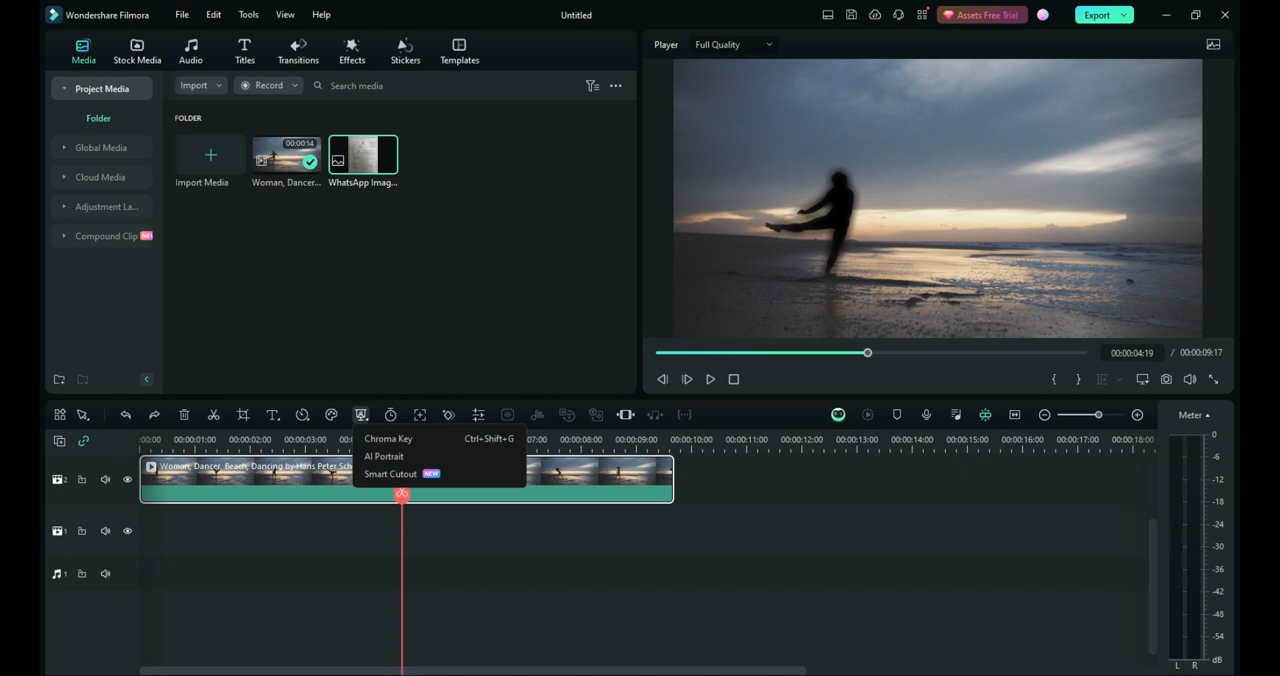 Wondershare Filmora File Edit Tools View Help Untitled Assets Free Trial Export
Media Stock Media Audio Titles Transitions Effects Stickers Templates
Player Full Quality
Project Media
Import Record Search media
Folder
FOLDER
Global Media
Cloud Media
Adjustment La...
Compound Clip NEW
00:00:14
Import Media Woman, Dancer... WhatsApp Imag...
00:00:04:19 / 00:00:09:17
Meter
:00:00 00:00:01:00 00:00:02:00 00:00:03:00 00: 07:00 00:00:08:00 00:00:09:00 00:00:10:00 00:00:11:00 00:00:12:00 00:00:13:00 00:00:14:00 00:00:15:00 00:00:16:00 00:00:17:00 00:00:18:00
Chroma Key Ctrl+Shift+G
AI Portrait
Smart Cutout NEW
Woman, Dancer, Beach, Dancing by Hans Peter Sch
2
1
1
0
-6
-12
-18
-24
-30
-36
-42
-48
-54
dB
L R